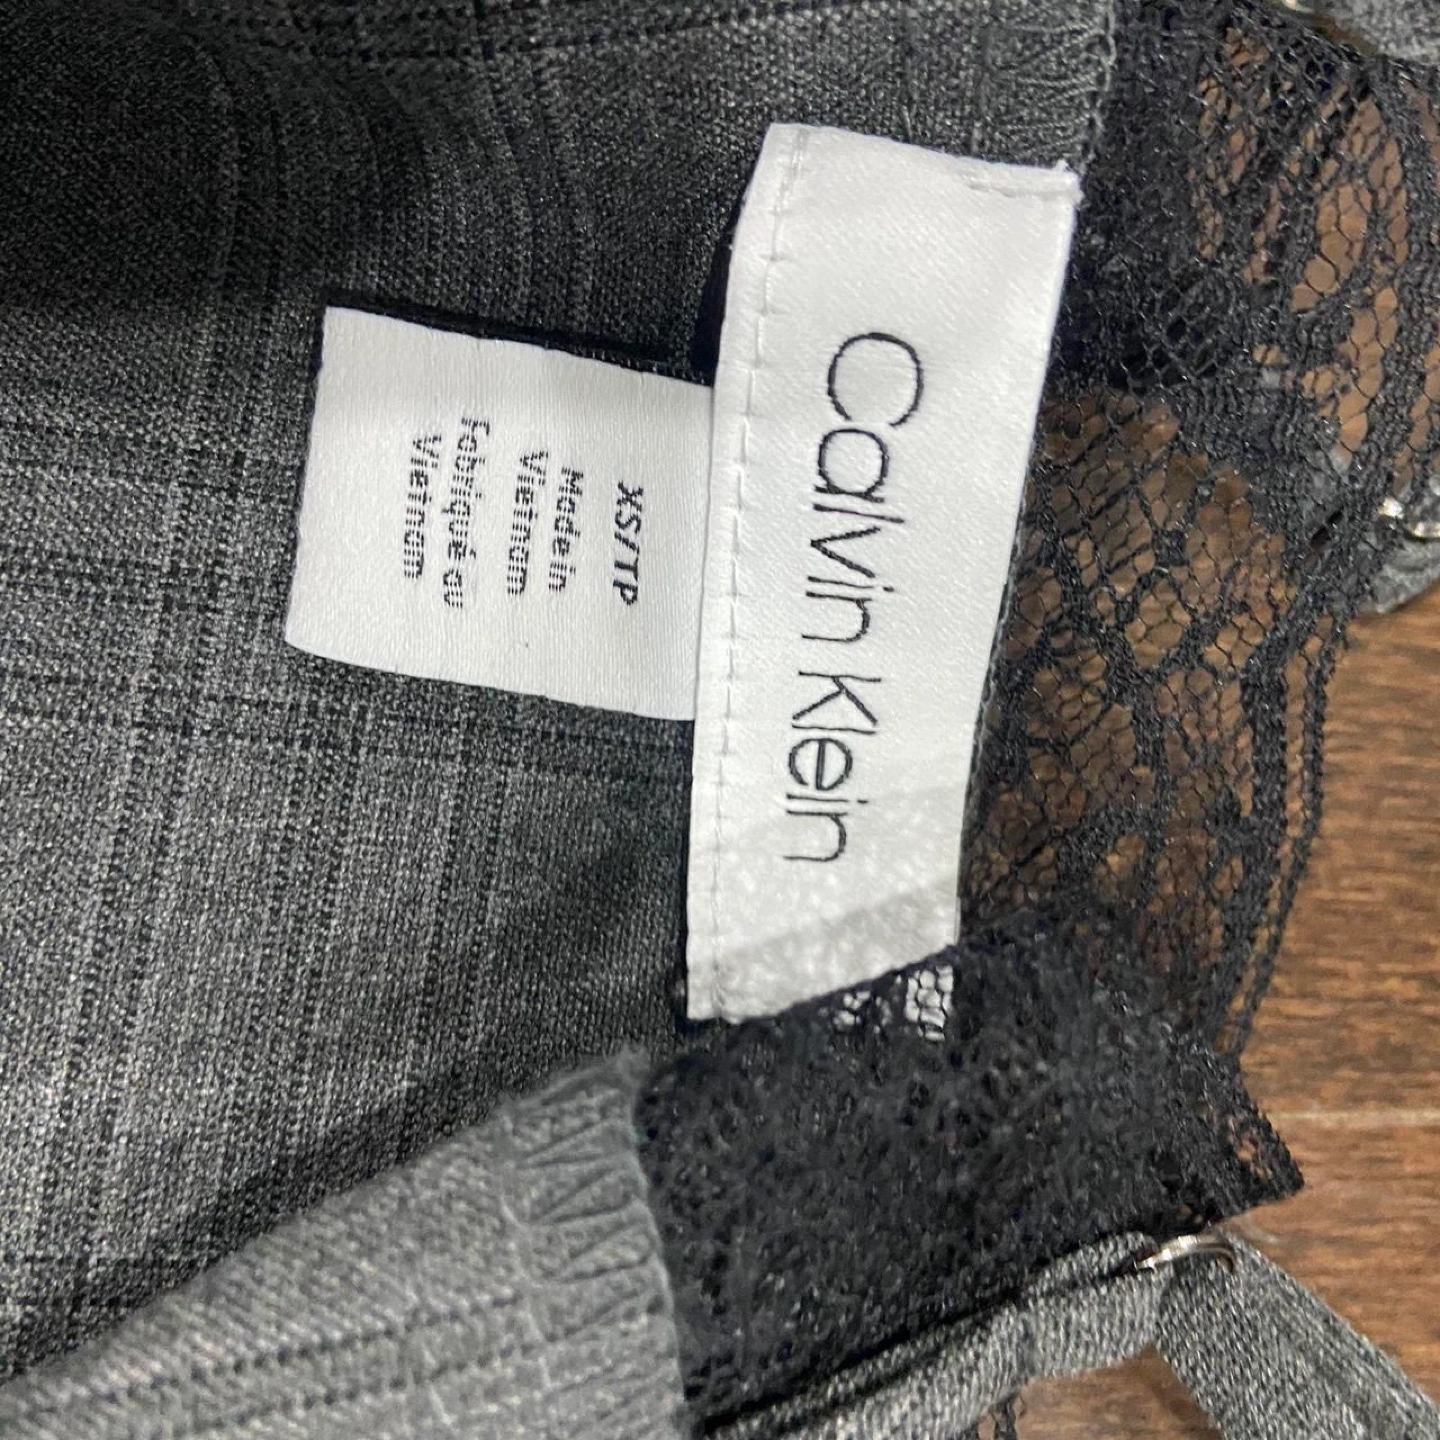 Calvin Klein
XS/TP
Made in
Vietnam
Fabriqué au
Vietnam